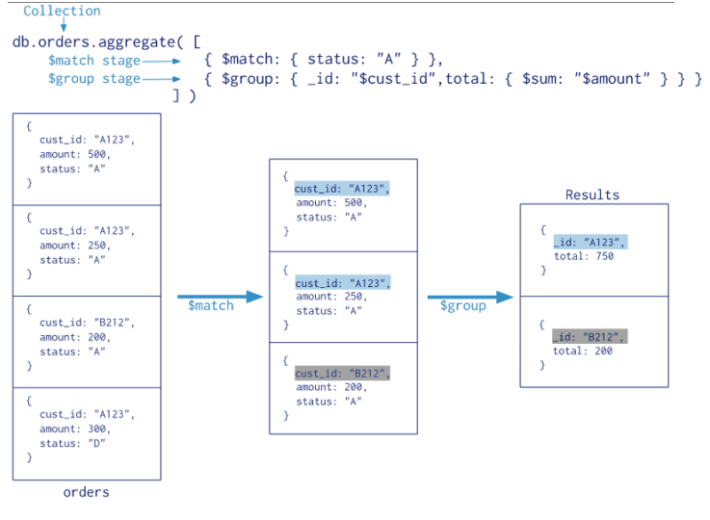 Collection
db.orders.aggregate( [
$match stage
{ $match: { status: "A" } },
$group stage
{ $group: { _id: "$cust_id",total: { $sum: "$amount" } } }
] )
{
cust_id: "A123",
amount: 500,
status: "A"
}
{
cust_id: "A123",
amount: 250,
status: "A"
}
{
cust_id: "B212",
amount: 200,
status: "A"
}
{
cust_id: "A123",
amount: 300,
status: "D"
}
orders
$match
{
cust_id: "A123",
amount: 500,
status: "A"
}
{
cust_id: "A123",
amount: 250,
status: "A"
}
{
cust_id: "B212",
amount: 200,
status: "A"
}
$group
Results
{
_id: "A123",
total: 750
}
{
_id: "B212",
total: 200
}